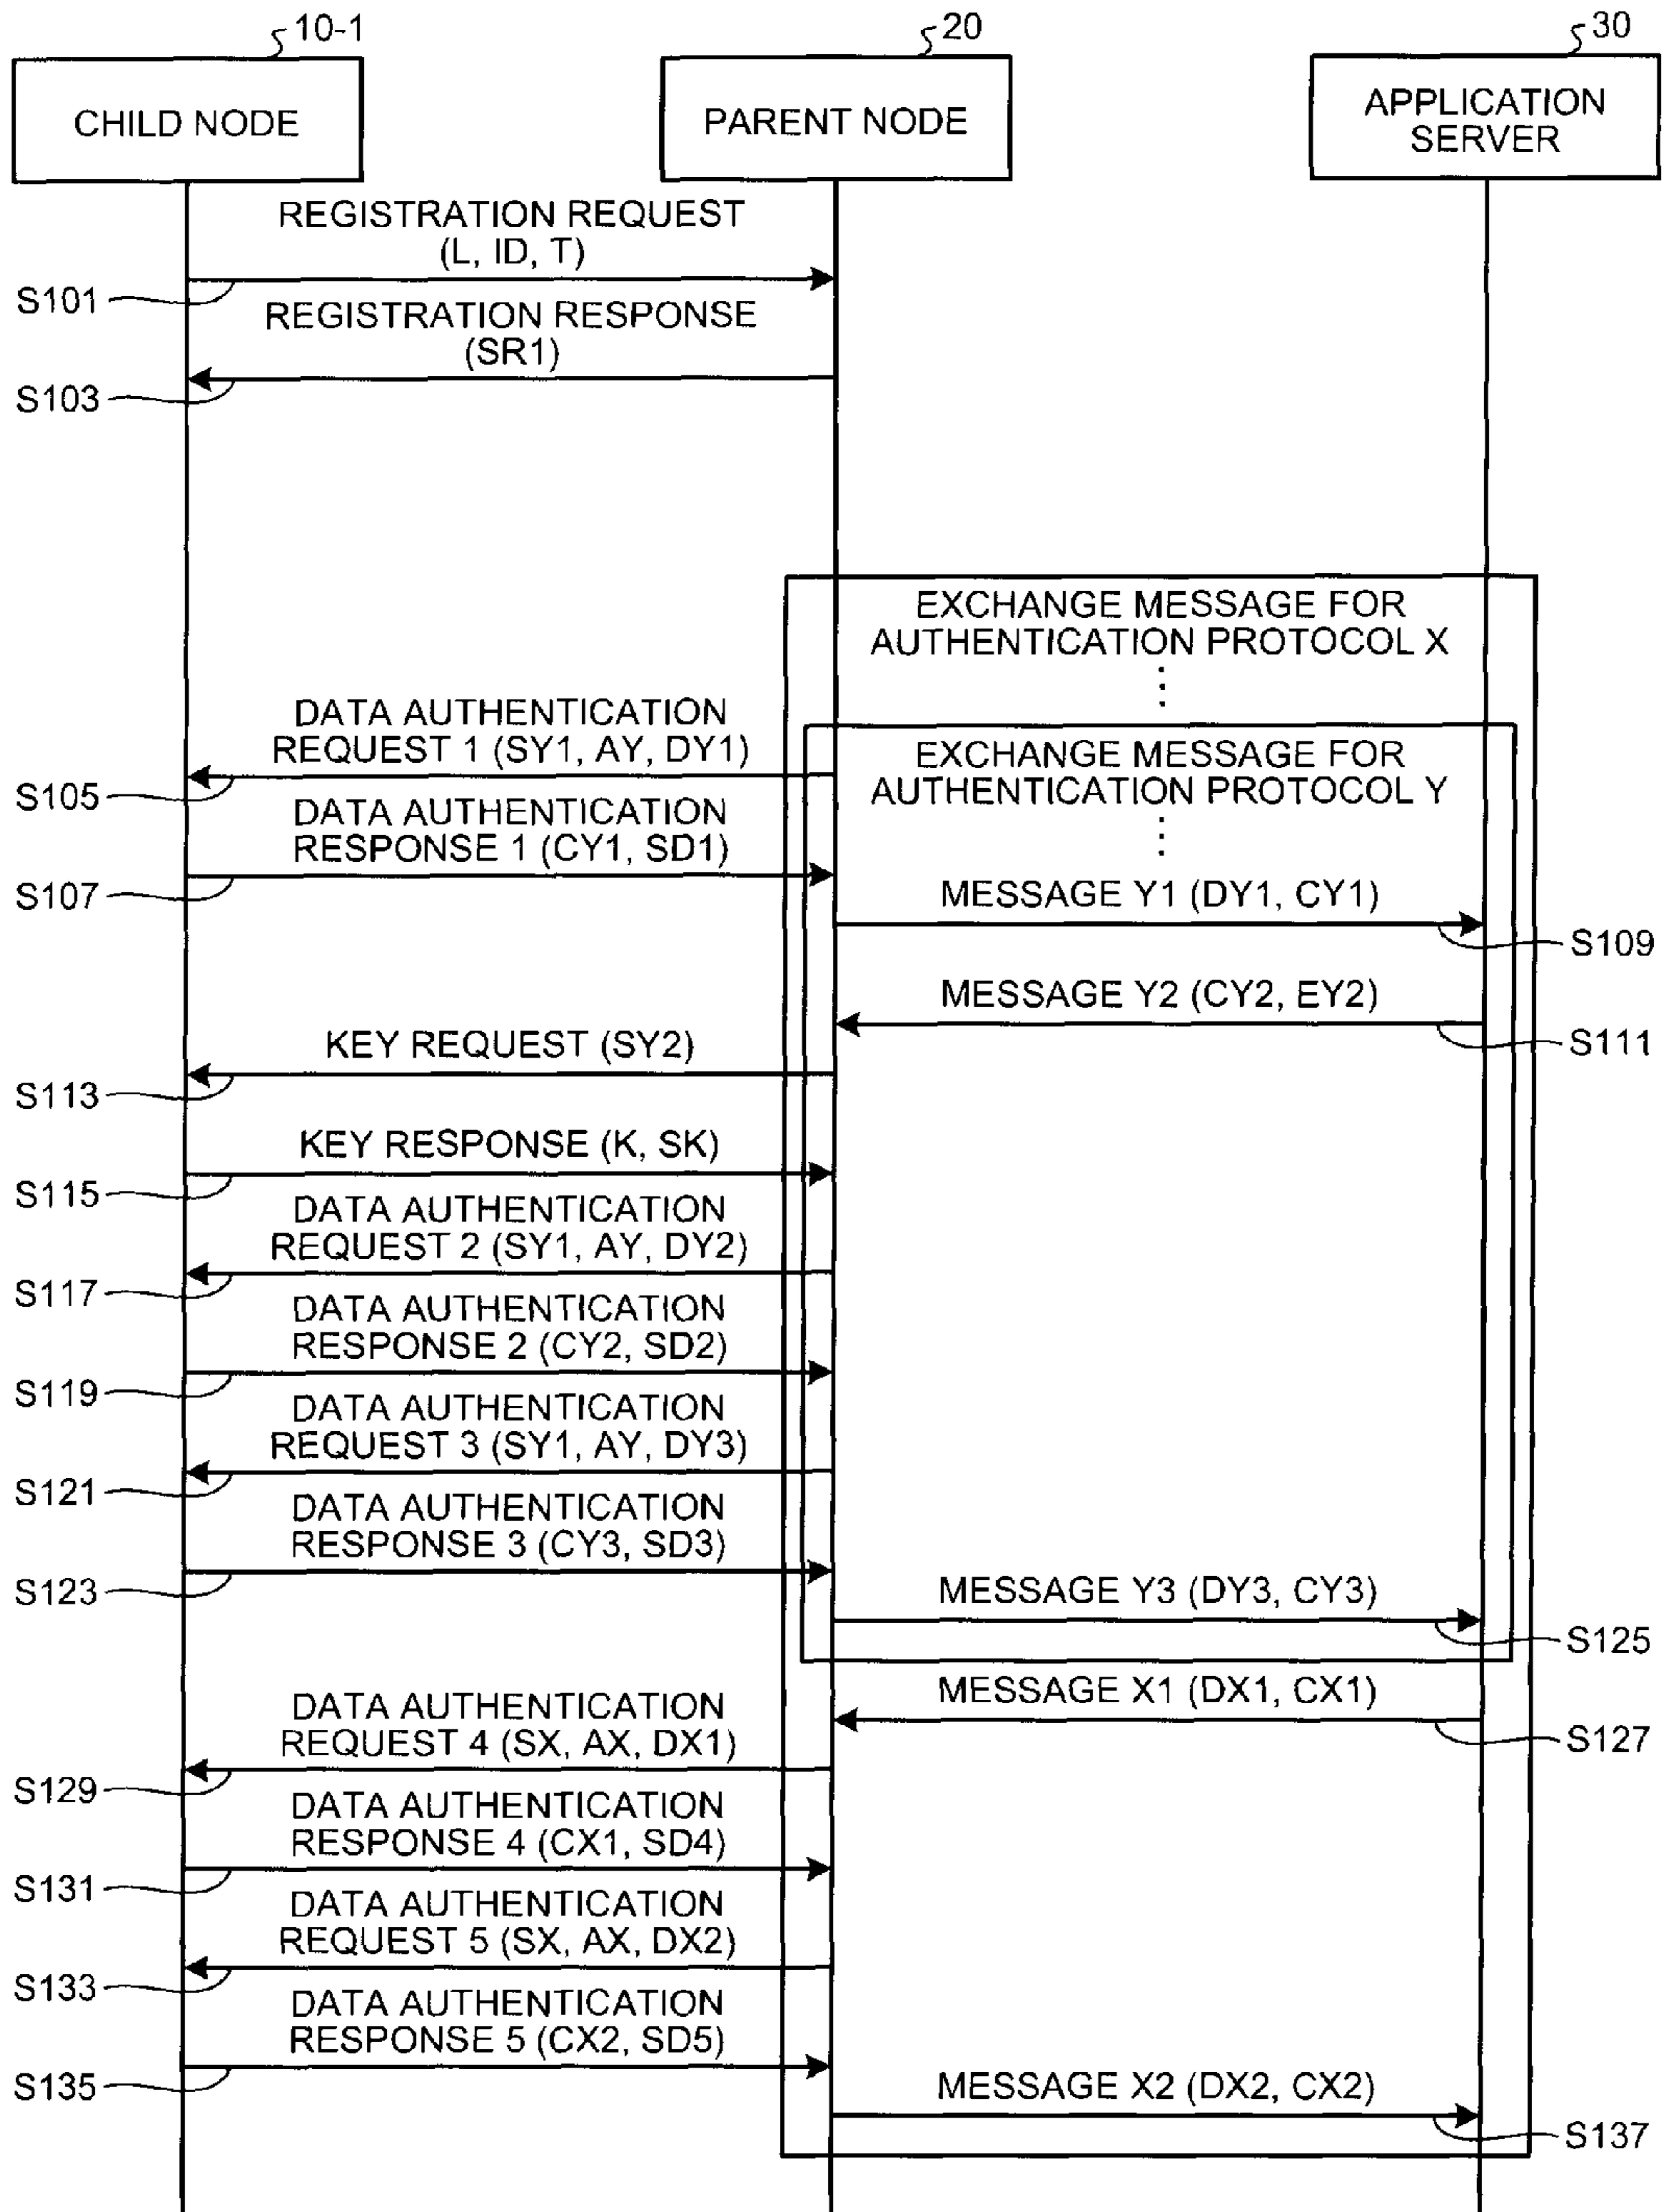 10-1
20
30
CHILD NODE
PARENT NODE
APPLICATION
SERVER
REGISTRATION REQUEST
(L, ID, T)
S101
REGISTRATION RESPONSE
(SR1)
S103
EXCHANGE MESSAGE FOR
AUTHENTICATION PROTOCOL X
DATA AUTHENTICATION
REQUEST 1 (SY1, AY, DY1)
S105
EXCHANGE MESSAGE FOR
AUTHENTICATION PROTOCOL Y
DATA AUTHENTICATION
RESPONSE 1 (CY1, SD1)
S107
MESSAGE Y1 (DY1, CY1)
S109
MESSAGE Y2 (CY2, EY2)
S111
KEY REQUEST (SY2)
S113
KEY RESPONSE (K, SK)
S115
DATA AUTHENTICATION
REQUEST 2 (SY1, AY, DY2)
S117
DATA AUTHENTICATION
RESPONSE 2 (CY2, SD2)
S119
DATA AUTHENTICATION
REQUEST 3 (SY1, AY, DY3)
S121
DATA AUTHENTICATION
RESPONSE 3 (CY3, SD3)
S123
MESSAGE Y3 (DY3, CY3)
S125
MESSAGE X1 (DX1, CX1)
S127
DATA AUTHENTICATION
REQUEST 4 (SX, AX, DX1)
S129
DATA AUTHENTICATION
RESPONSE 4 (CX1, SD4)
S131
DATA AUTHENTICATION
REQUEST 5 (SX, AX, DX2)
S133
DATA AUTHENTICATION
RESPONSE 5 (CX2, SD5)
S135
MESSAGE X2 (DX2, CX2)
S137